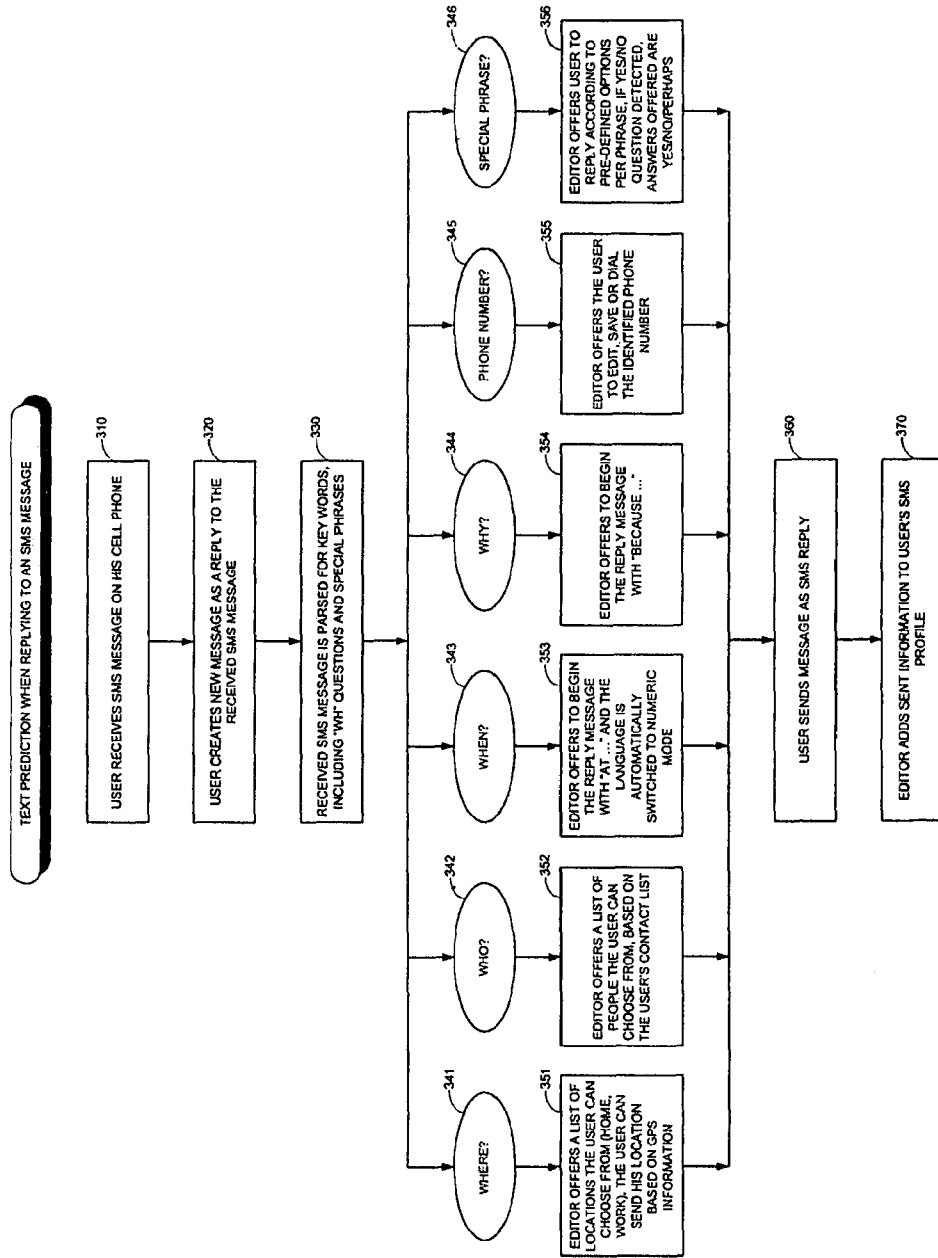 TEXT PREDICTION WHEN REPLYING TO AN SMS MESSAGE
310
USER RECEIVES SMS MESSAGE ON HIS CELL PHONE
320
USER CREATES NEW MESSAGE AS A REPLY TO THE
RECEIVED SMS MESSAGE
330
RECEIVED SMS MESSAGE IS PARSED FOR KEY WORDS,
INCLUDING "WH" QUESTIONS AND SPECIAL PHRASES
341
WHERE?
342
WHO?
343
WHEN?
344
WHY?
345
PHONE NUMBER?
346
SPECIAL PHRASE?
351
EDITOR OFFERS A LIST OF
LOCATIONS THE USER CAN
CHOOSE FROM (HOME,
WORK). THE USER CAN
SEND HIS LOCATION
BASED ON GPS
INFORMATION
352
EDITOR OFFERS A LIST OF
PEOPLE THE USER CAN
CHOOSE FROM, BASED ON
THE USER'S CONTACT LIST
353
EDITOR OFFERS TO BEGIN
THE REPLY MESSAGE
WITH "AT ..." AND THE
LANGUAGE IS
AUTOMATICALLY
SWITCHED TO NUMERIC
MODE
354
EDITOR OFFERS TO BEGIN
THE REPLY MESSAGE
WITH "BECAUSE ..."
355
EDITOR OFFERS THE USER
TO EDIT, SAVE OR DIAL
THE IDENTIFIED PHONE
NUMBER
356
EDITOR OFFERS USER TO
REPLY ACCORDING TO
PRE-DEFINED OPTIONS
PER PHRASE, IF YES/NO
QUESTION DETECTED,
ANSWERS OFFERED ARE
YES/NO/PERHAPS
360
USER SENDS MESSAGE AS SMS REPLY
370
EDITOR ADDS SENT INFORMATION TO USER'S SMS
PROFILE